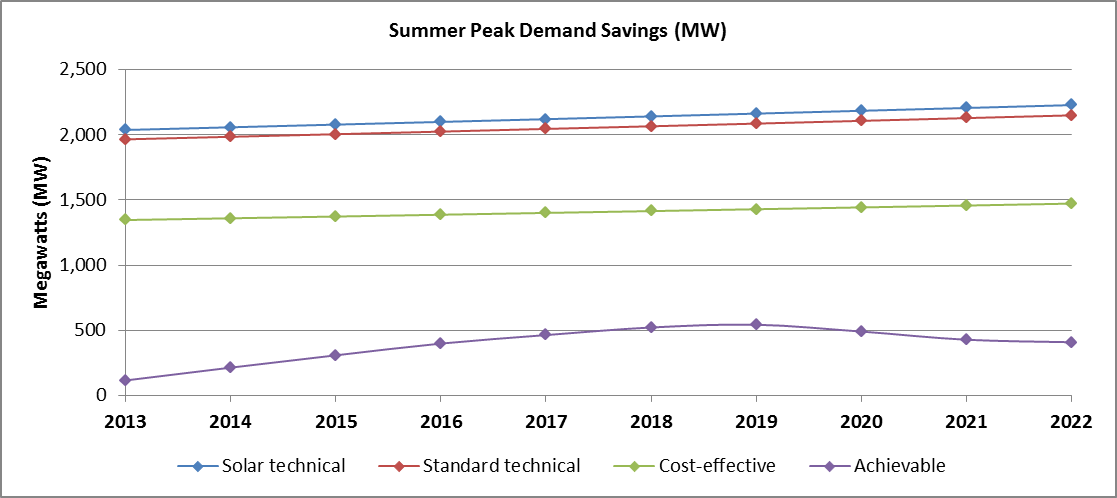 Summer Peak Demand Savings (MW)
Megawatts (MW)
2,500
2,000
1,500
1,000
500
0
2013 2014 2015 2016 2017 2018 2019 2020 2021 2022
Solar technical Standard technical Cost-effective Achievable